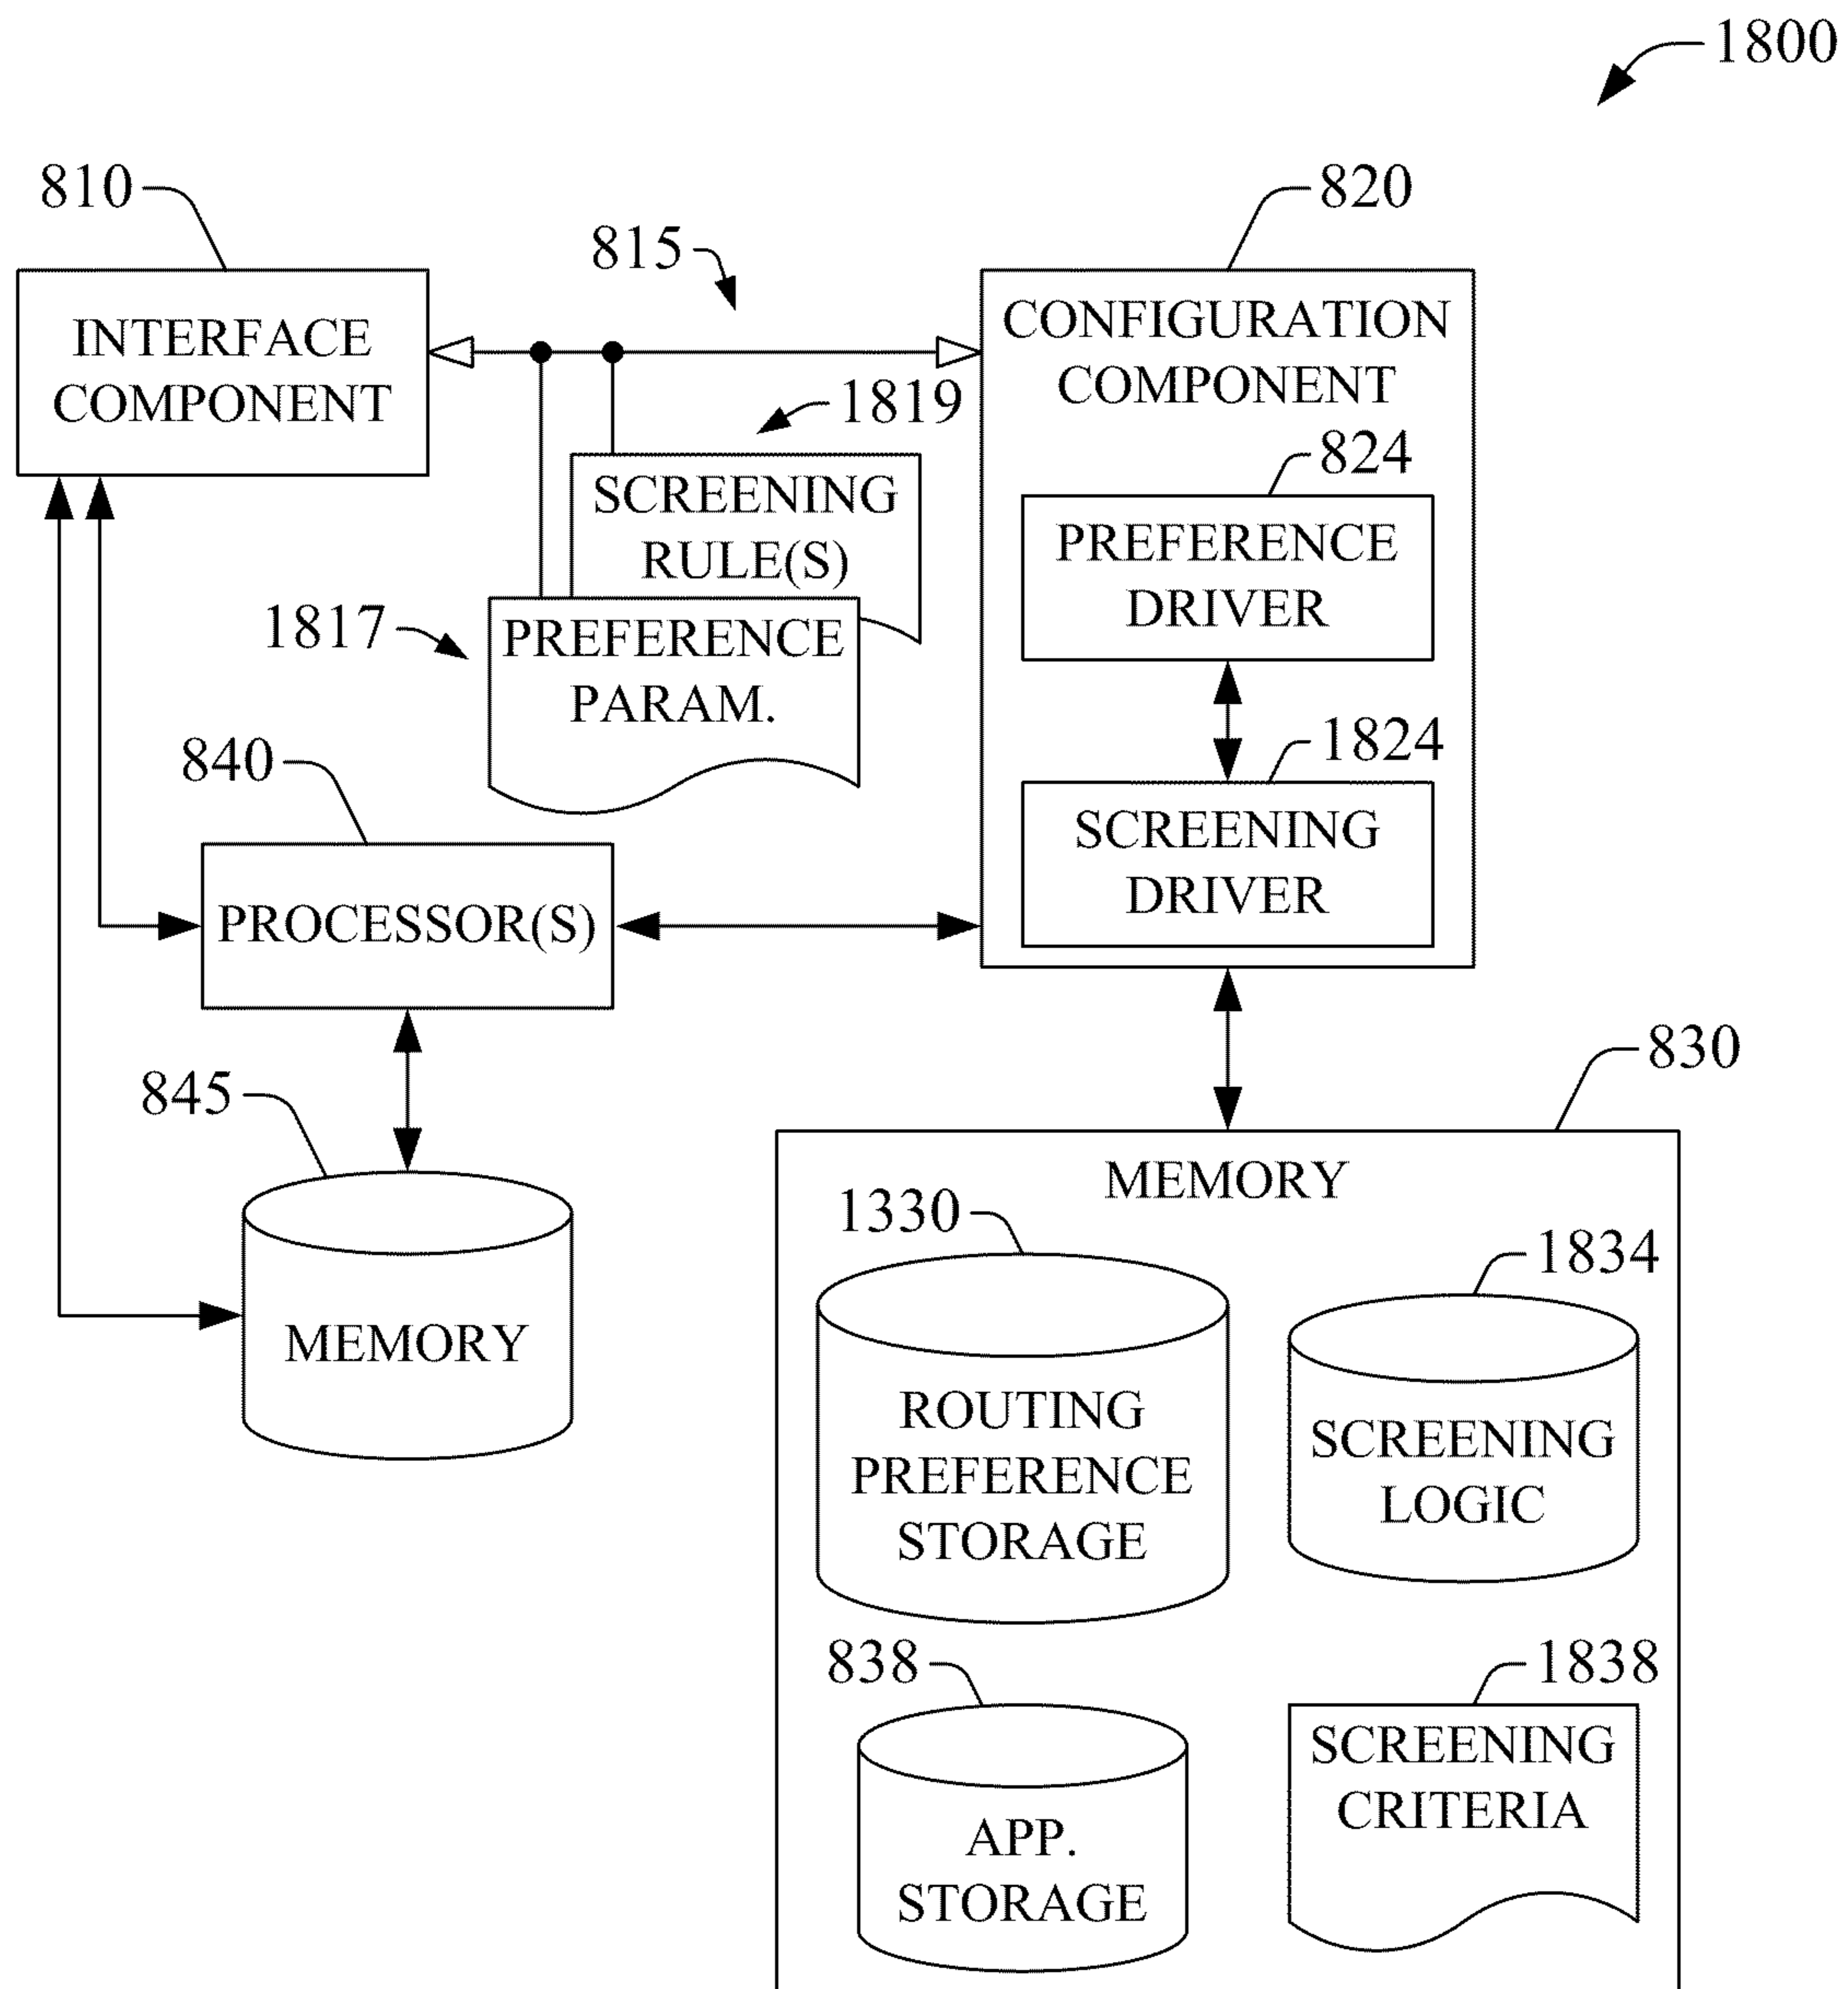 1800
810
820
815
INTERFACE
COMPONENT
CONFIGURATION
COMPONENT
1819
824
SCREENING
RULE(S)
PREFERENCE
DRIVER
1817
PREFERENCE
PARAM.
1824
840
SCREENING
DRIVER
PROCESSOR(S)
830
845
MEMORY
MEMORY
1330
1834
ROUTING
PREFERENCE
STORAGE
SCREENING
LOGIC
838
1838
APP.
STORAGE
SCREENING
CRITERIA